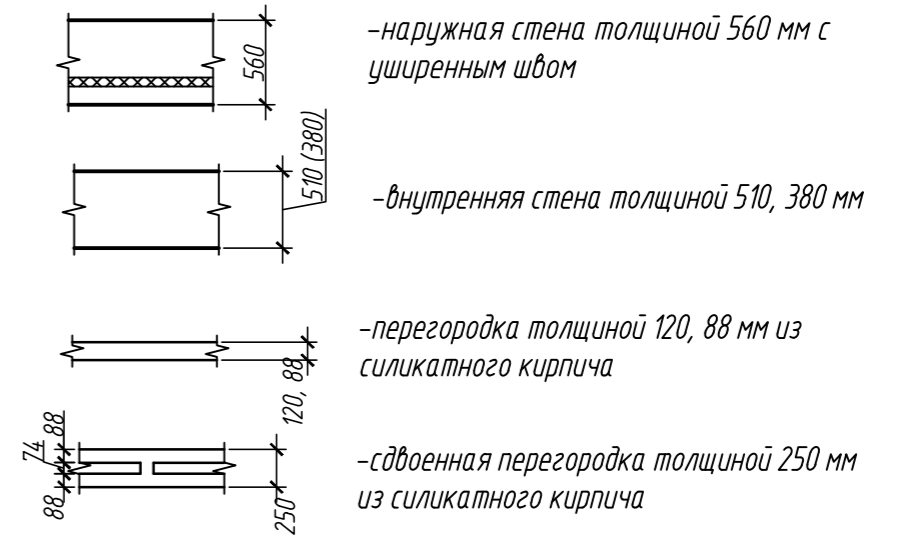 -наружная стена толщиной 560 мм с
уширенным швом
560
510 (380)
-внутренняя стена толщиной 510, 380 мм
-перегородка толщиной 120, 88 мм из
силикатного кирпича
120, 88
88
74
88
250
-сдвоенная перегородка толщиной 250 мм
из силикатного кирпича